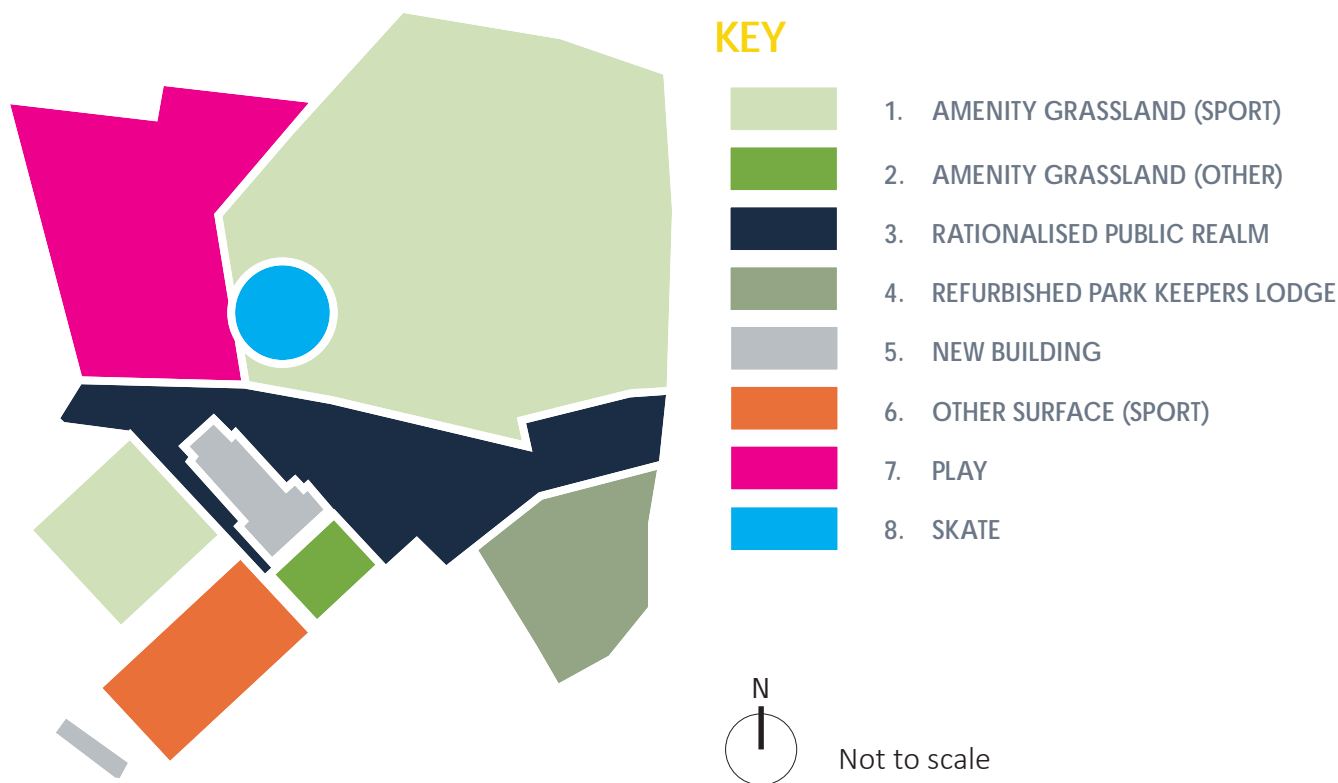 KEY
1. AMENITY GRASSLAND (SPORT)
2. AMENITY GRASSLAND (OTHER)
3. RATIONALISED PUBLIC REALM
4. REFURBISHED PARK KEEPERS LODGE
5. NEW BUILDING
6. OTHER SURFACE (SPORT)
7. PLAY
8. SKATE
N
Not to scale